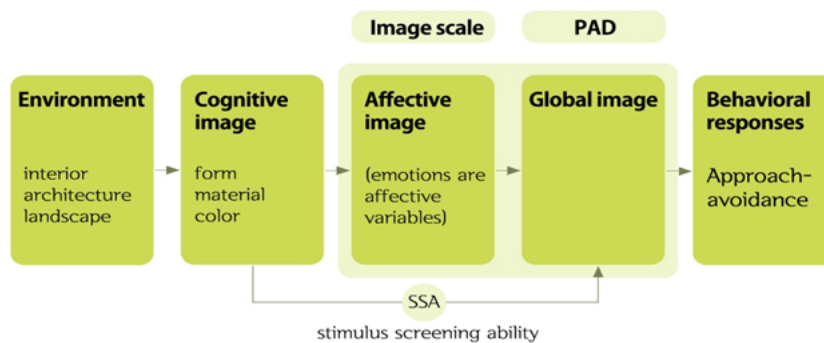 Image scale
PAD
Environment
interior
architecture
landscape
Cognitive
image
form
material
color
Affective
image
(emotions are
affective
variables)
Global image
Behavioral
responses
Approach-
avoidance
SSA
stimulus screening ability